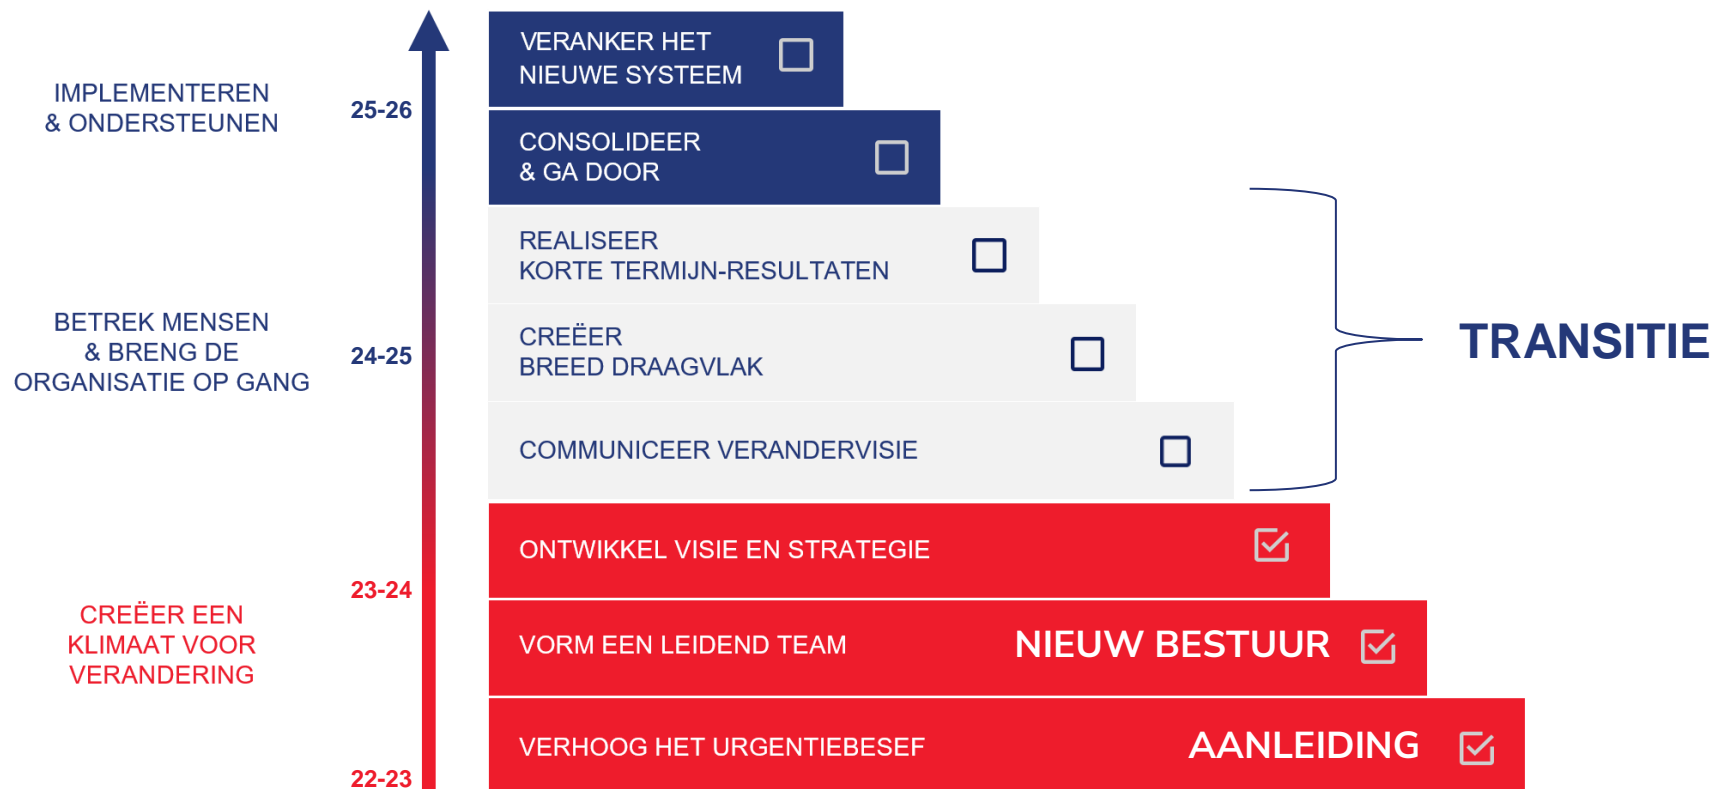 IMPLEMENTEREN
& ONDERSTEUNEN
BETREK MENSEN
& BRENG DE
ORGANISATIE OP GANG
CREËER EEN
KLIMAAT VOOR
VERANDERING
25-26
24-25
23-24
22-23
VERANKER HET
NIEUWE SYSTEEM
CONSOLIDEER
& GA DOOR
REALISEER
KORTE TERMIJN-RESULTATEN
CREËER
BREED DRAAGVLAK
COMMUNICEER VERANDERVISIE
ONTWIKKEL VISIE EN STRATEGIE
VORM EEN LEIDEND TEAM NIEUW BESTUUR
VERHOOG HET URGENTIEBESEF AANLEIDING
TRANSITIE